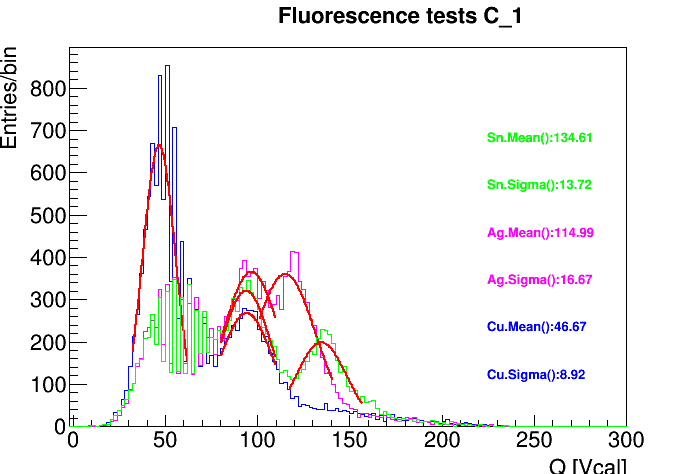 Fluorescence tests C_1
Entries/bin
800
700
600
500
400
300
200
100
0
Sn.Mean():134.61
Sn.Sigma():13.72
Ag.Mean():114.99
Ag.Sigma():16.67
Cu.Mean():46.67
Cu.Sigma():8.92
0 50 100 150 200 250 300
Q [Vcal]